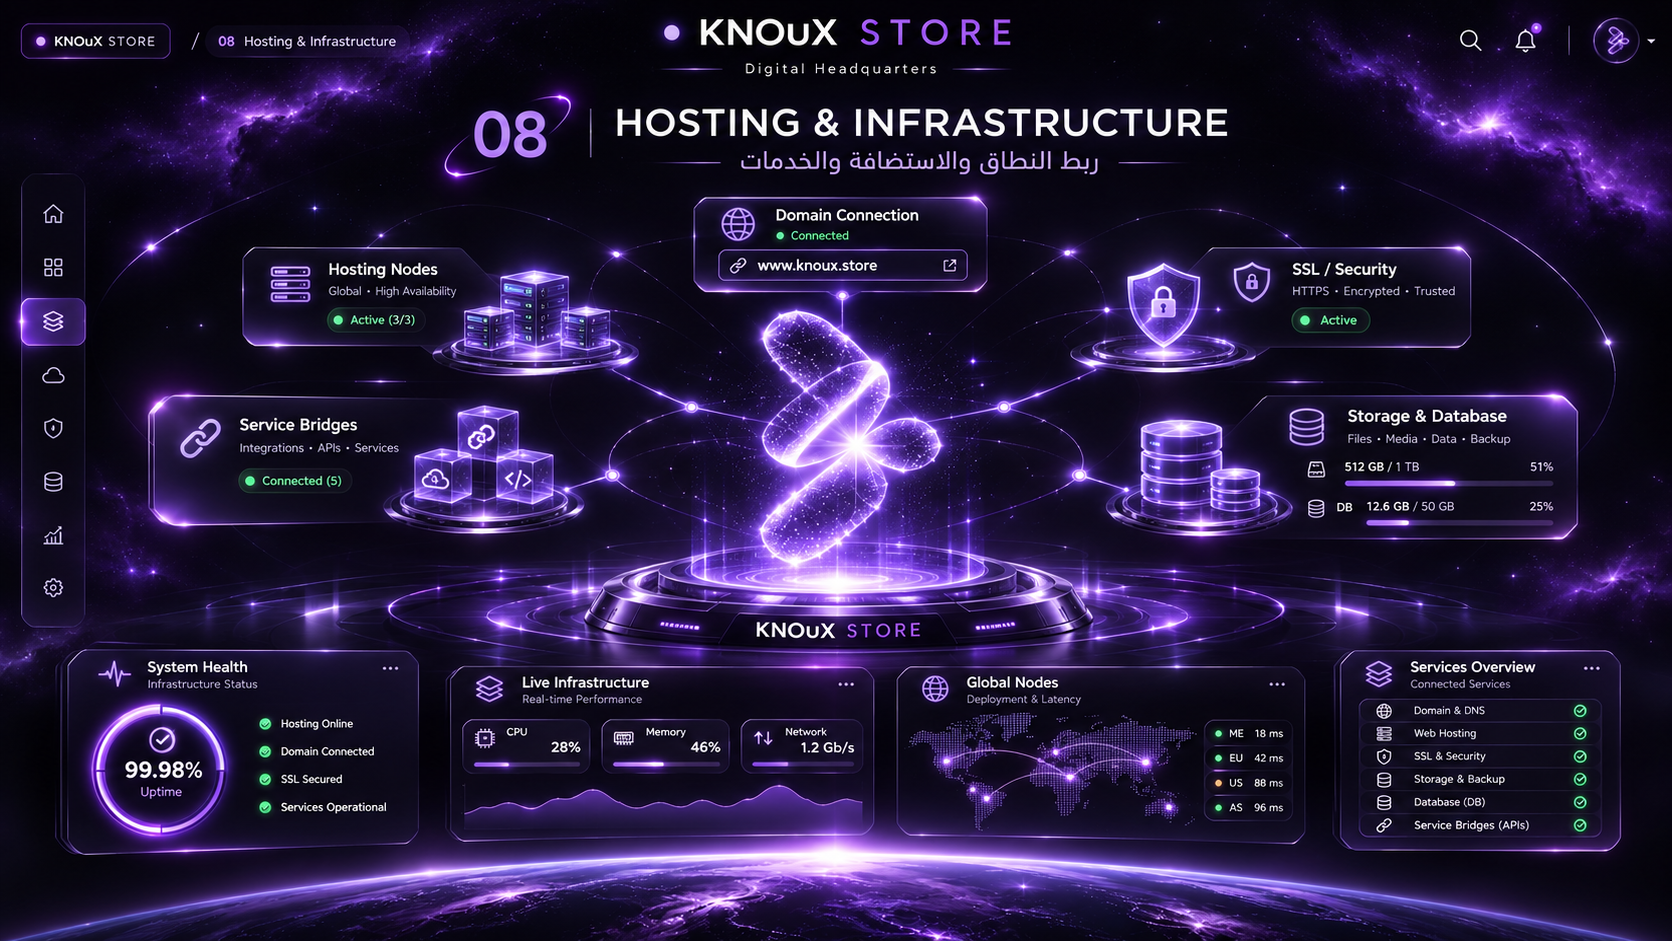 KNOuX STORE / 08 Hosting & Infrastructure
KNOuX STORE
Digital Headquarters
08
HOSTING & INFRASTRUCTURE
ربط النطاق والاستضافة والخدمات
Domain Connection
Connected
www.knoux.store
Hosting Nodes
Global • High Availability
Active (3/3)
SSL / Security
HTTPS • Encrypted • Trusted
Active
Service Bridges
Integrations • APIs • Services
Connected (5)
</>
Storage & Database
Files • Media • Data • Backup
512 GB / 1 TB 51%
DB 12.6 GB / 50 GB 25%
KNOuX STORE
System Health
Infrastructure Status
99.98%
Uptime
Hosting Online
Domain Connected
SSL Secured
Services Operational
Live Infrastructure
Real-time Performance
CPU
28%
Memory
46%
Network
1.2 Gb/s
Global Nodes
Deployment & Latency
ME 18 ms
EU 42 ms
US 88 ms
AS 96 ms
Services Overview
Connected Services
Domain & DNS
Web Hosting
SSL & Security
Storage & Backup
Database (DB)
Service Bridges (APIs)